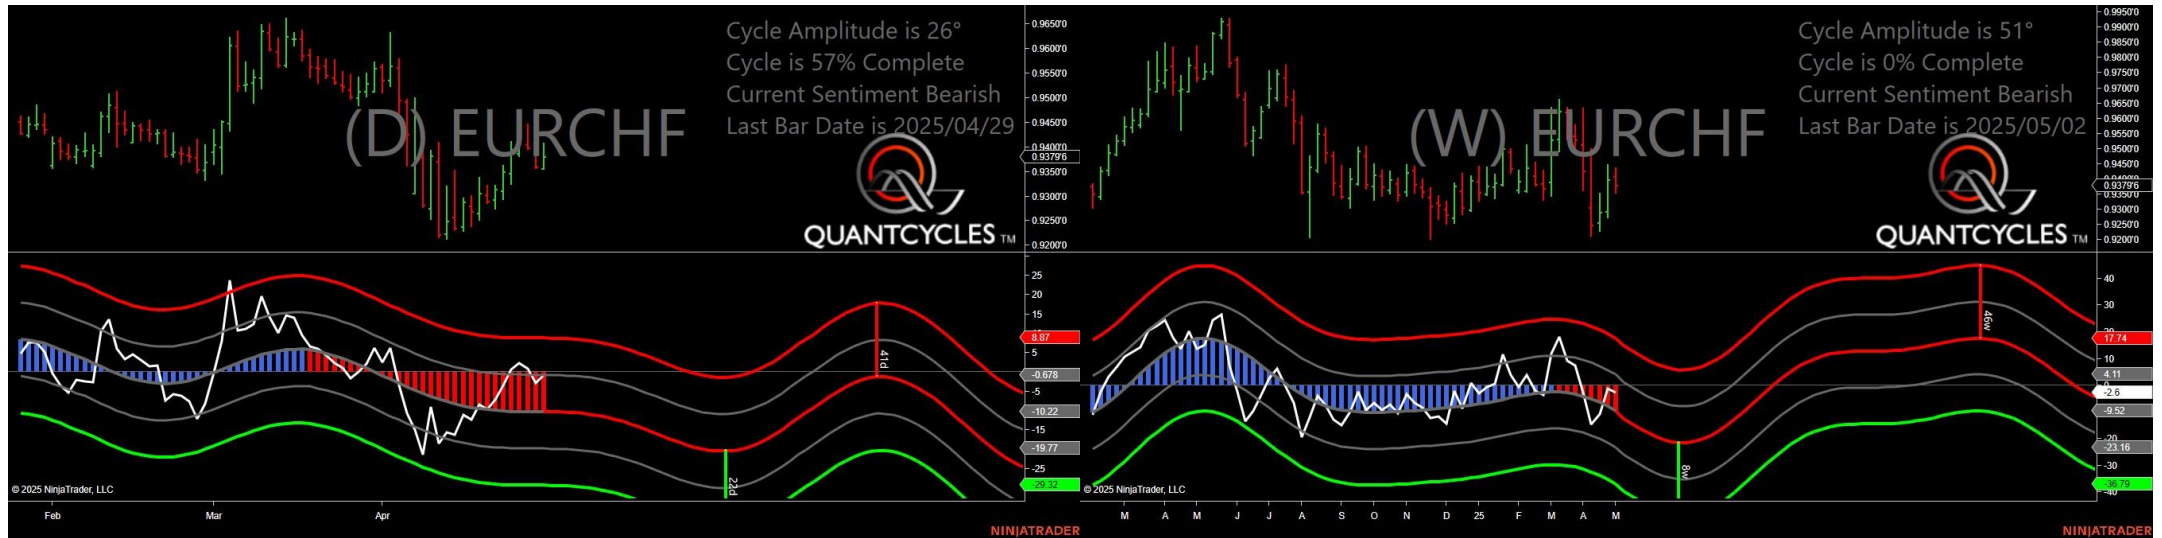 Cycle Amplitude is 26°
Cycle is 57% Complete
Current Sentiment Bearish
Last Bar Date is 2025/04/29
(D) EURCHF
QUANTCYCLES TM
0.9650'0
0.9600'0
0.9550'0
0.9500'0
0.9450'0
0.9400'0
0.9379'6
0.9350'0
0.9300'0
0.9250'0
0.9200'0
25
20
15
8.87
5
-0.678
-5
-10.22
-15
-19.77
-25
-29.32
41d
22d
© 2025 NinjaTrader, LLC
Feb Mar Apr
NINJATRADER
Cycle Amplitude is 51°
Cycle is 0% Complete
Current Sentiment Bearish
Last Bar Date is 2025/05/02
(W) EURCHF
QUANTCYCLES TM
0.9950'0
0.9900'0
0.9850'0
0.9800'0
0.9750'0
0.9700'0
0.9650'0
0.9600'0
0.9550'0
0.9500'0
0.9450'0
0.9379'6
0.9350'0
0.9300'0
0.9250'0
0.9200'0
40
30
17.74
10
4.11
-2.6
-9.52
-23.16
-30
-36.79
-40
46w
8w
© 2025 NinjaTrader, LLC
M A M J J A S O N D 25 F M A M
NINJATRADER